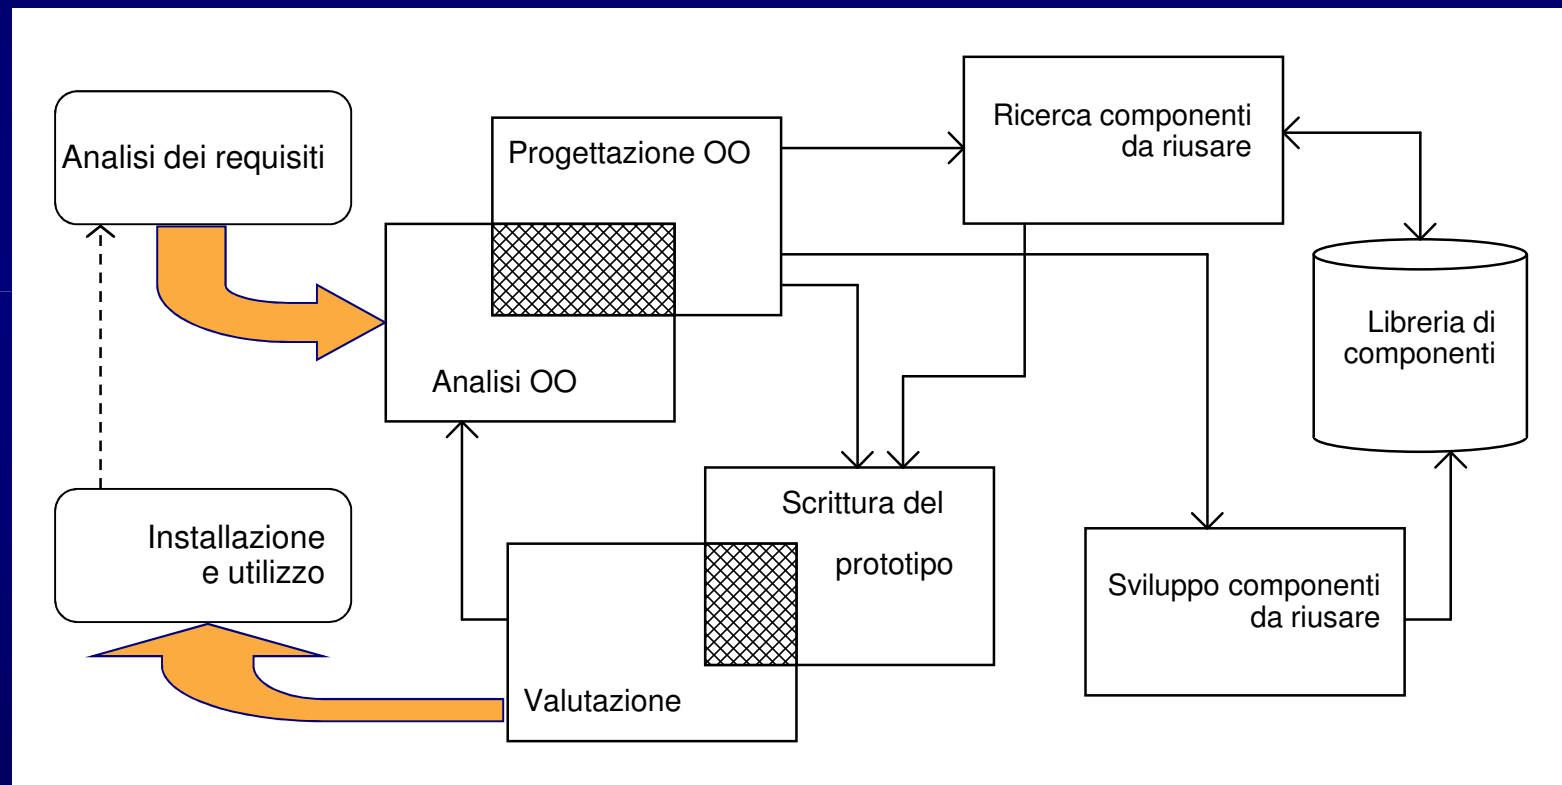 Analisi dei requisiti
Progettazione OO
Ricerca componenti
da riusare
Analisi OO
Libreria di
componenti
Installazione
e utilizzo
Scrittura del
prototipo
Valutazione
Sviluppo componenti
da riusare